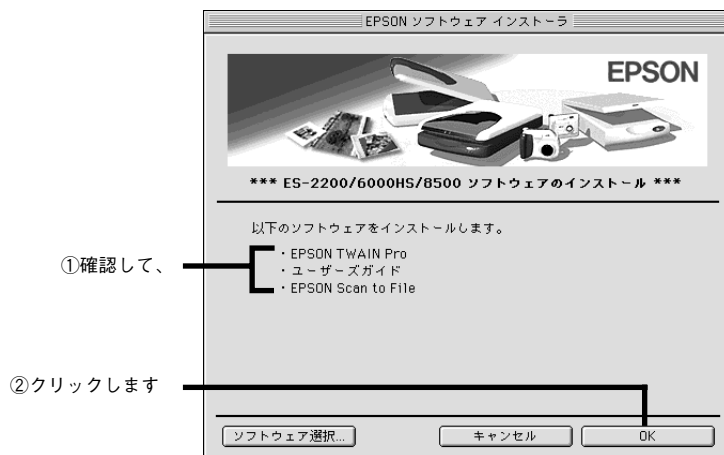 EPSON ソフトウェア インストーラ
EPSON
*** ES-2200/6000HS/8500 ソフトウェアのインストール ***
以下のソフトウェアをインストールします。
・EPSON TWAIN Pro
①確認して、
・ユーザーズガイド
・EPSON Scan to File
②クリックします
ソフトウェア選択...
キャンセル
OK